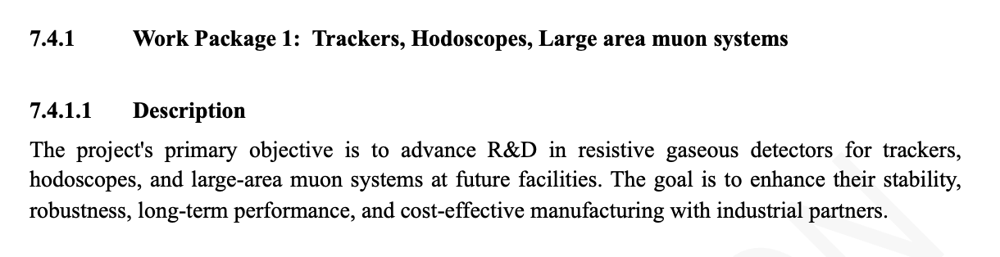 7.4.1 Work Package 1: Trackers, Hodoscopes, Large area muon systems
7.4.1.1 Description
The project's primary objective is to advance R&D in resistive gaseous detectors for trackers,
hodoscopes, and large-area muon systems at future facilities. The goal is to enhance their stability,
robustness, long-term performance, and cost-effective manufacturing with industrial partners.